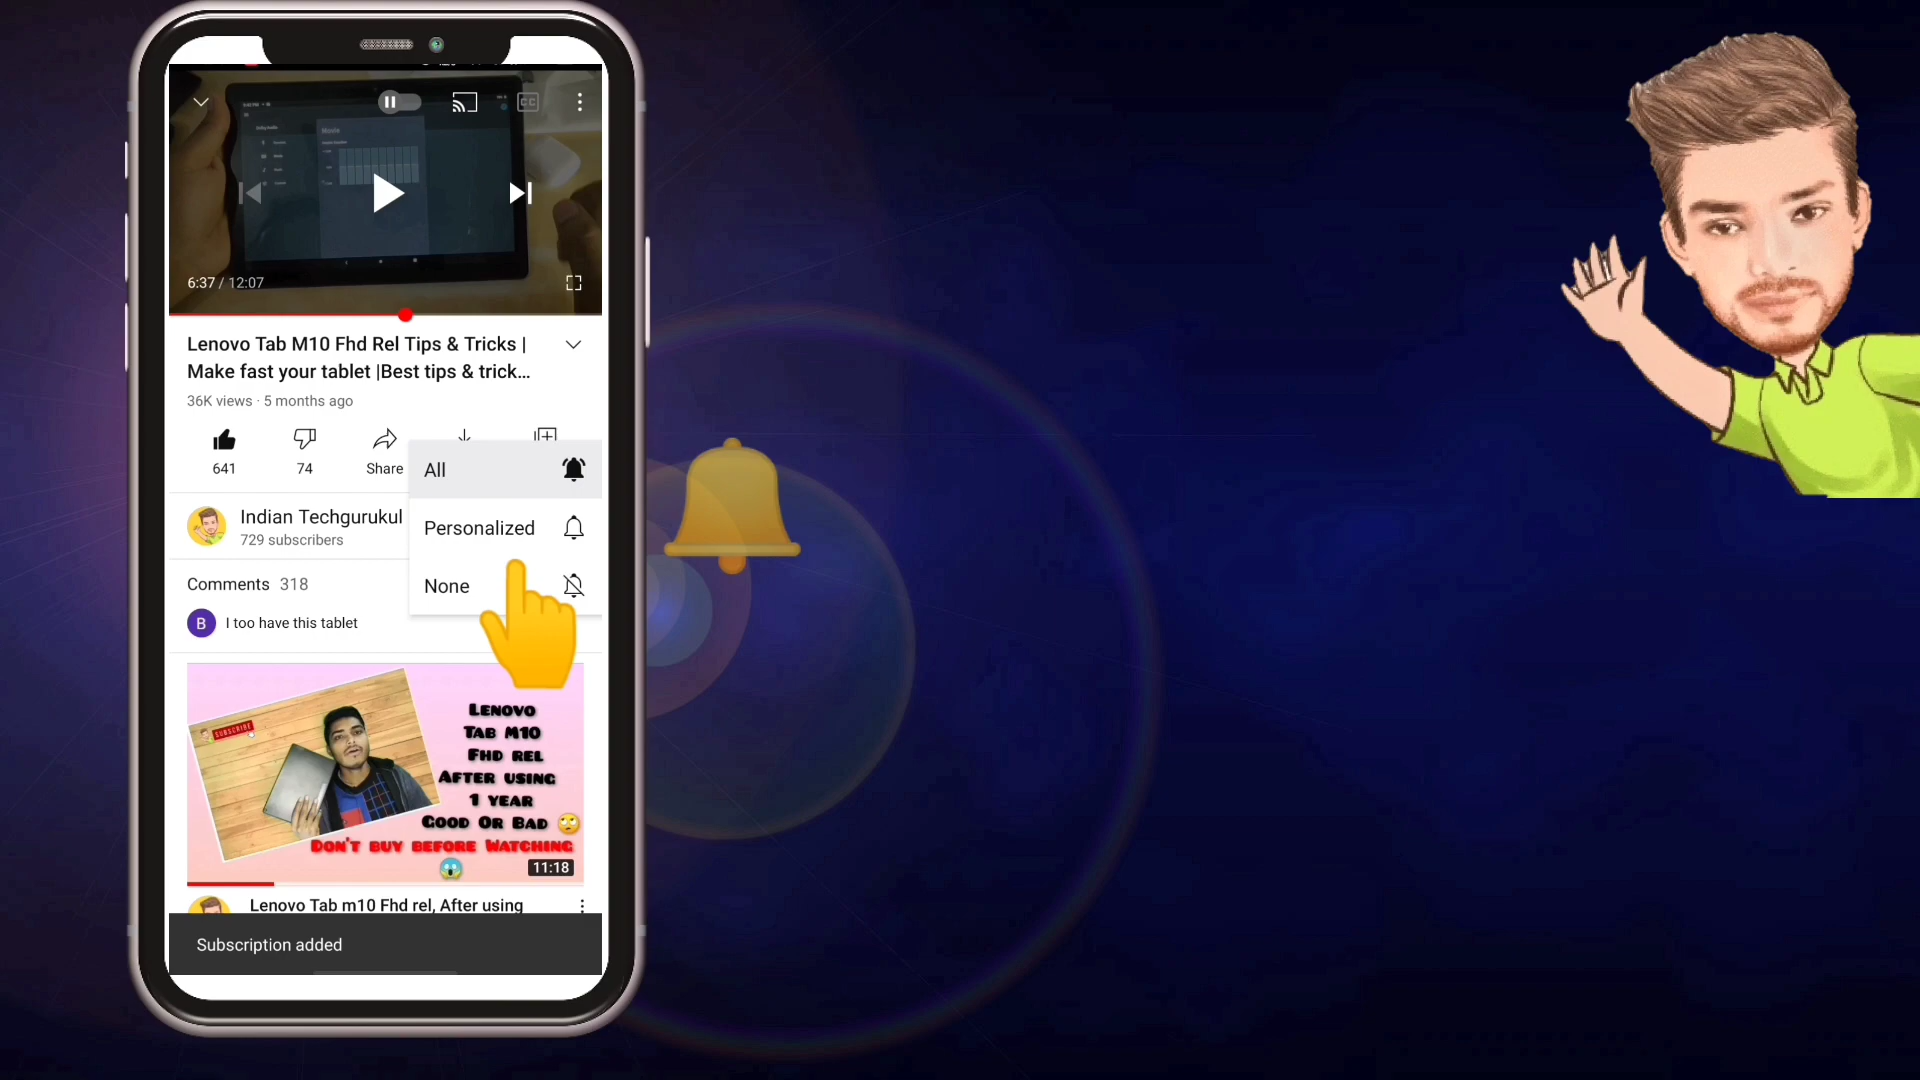 6:37 / 12:07
Lenovo Tab M10 Fhd Rel Tips & Tricks |
Make fast your tablet |Best tips & trick...
36K views · 5 months ago
641
74
Share
All
Personalized
None
Indian Techgurukul
729 subscribers
Comments 318
B
I too have this tablet
SUBSCRIBE
Lenovo
Tab M10
Fhd rel
After using
1 year
Good Or Bad
Don't buy before Watching
11:18
Lenovo Tab m10 Fhd rel, After using
Subscription added